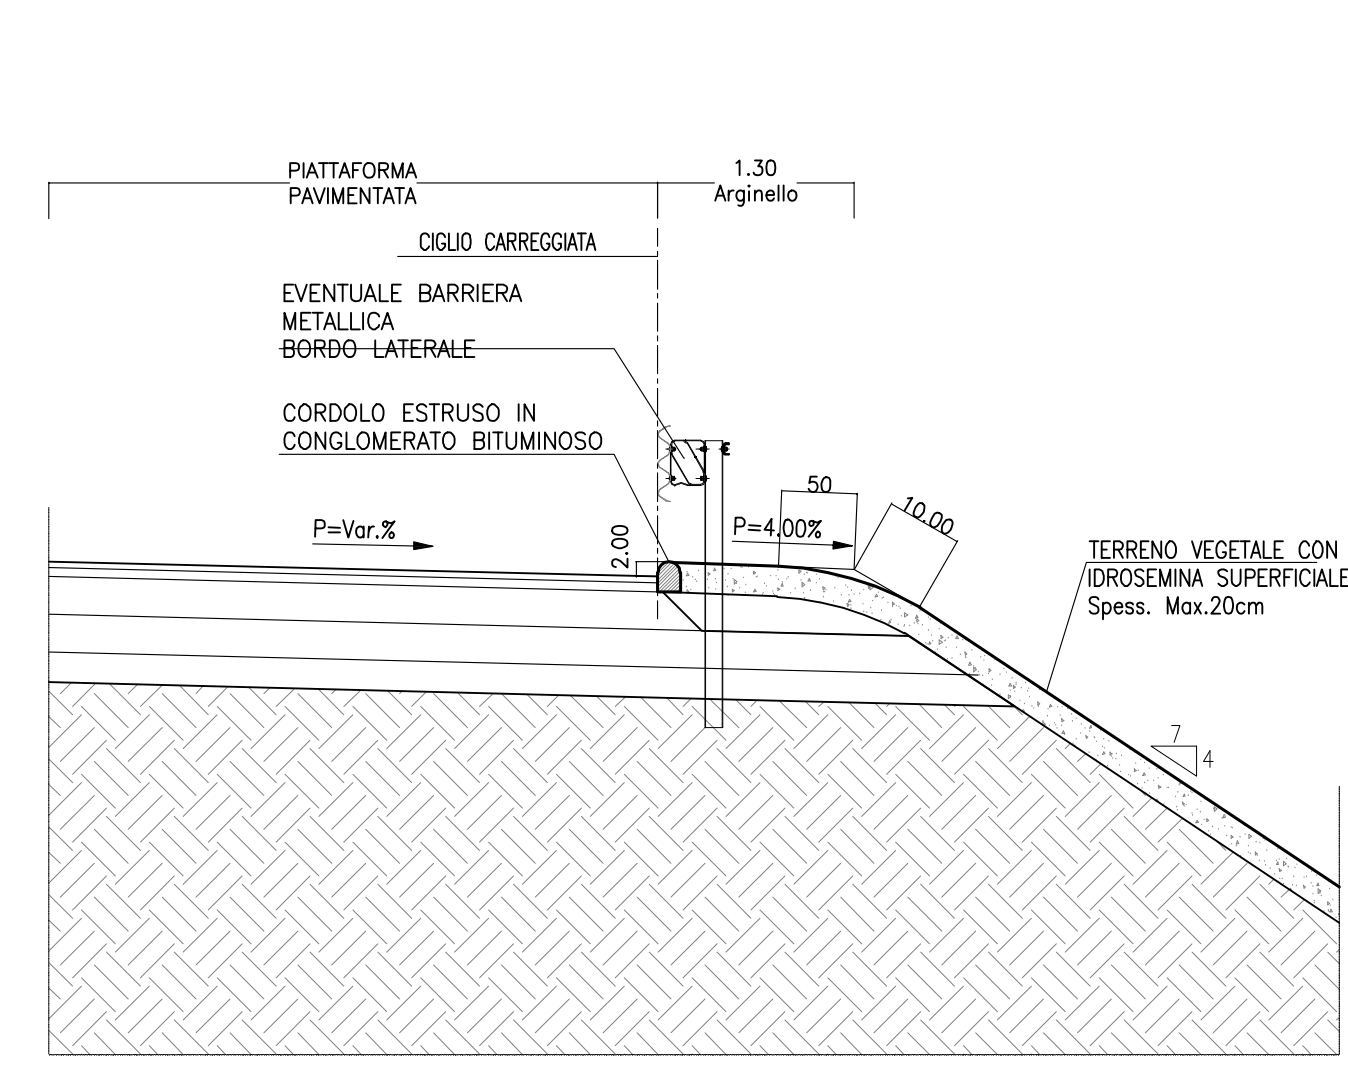 PIATTAFORMA
PAVIMENTATA
1.30
Arginello
CIGLIO CARREGGIATA
EVENTUALE BARRIERA
METALLICA
BORDO LATERALE
CORDOLO ESTRUSO IN
CONGLOMERATO BITUMINOSO
50
10.00
P=Var.%
2.00
P=4.00%
TERRENO VEGETALE CON
IDROSEMINA SUPERFICIALE
Spess. Max.20cm
7
4